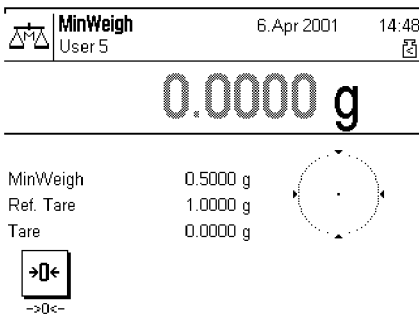 MinWeigh 6.Apr 2001 14:48
User 5
0.0000 g
MinWeigh 0.5000 g
Ref. Tare 1.0000 g
Tare 0.0000 g
→0←
–>0<–